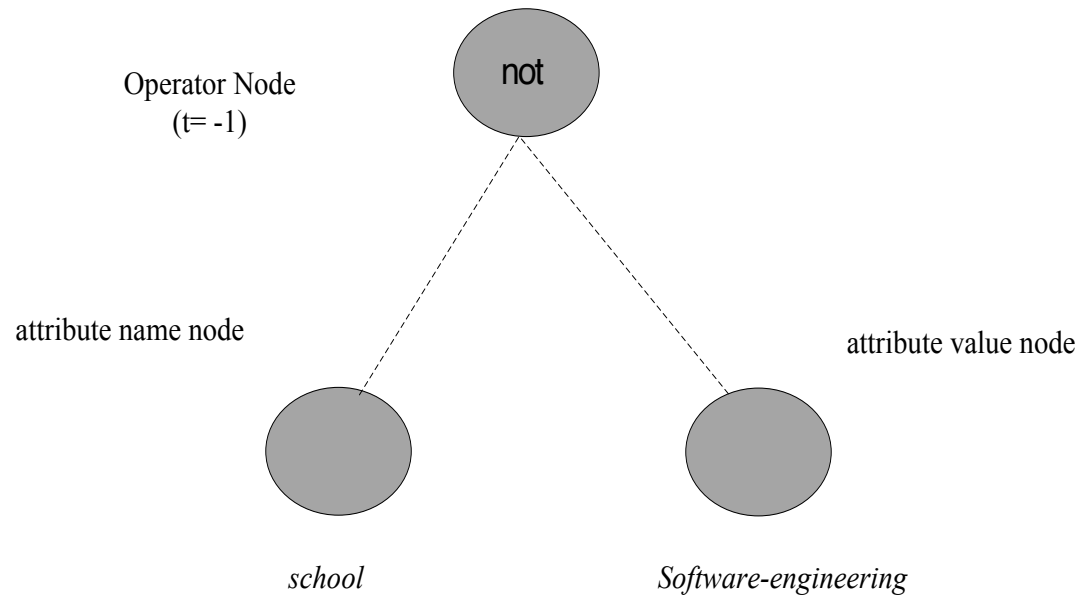 not
Operator Node
(t= -1)
attribute name node
attribute value node
school
Software-engineering